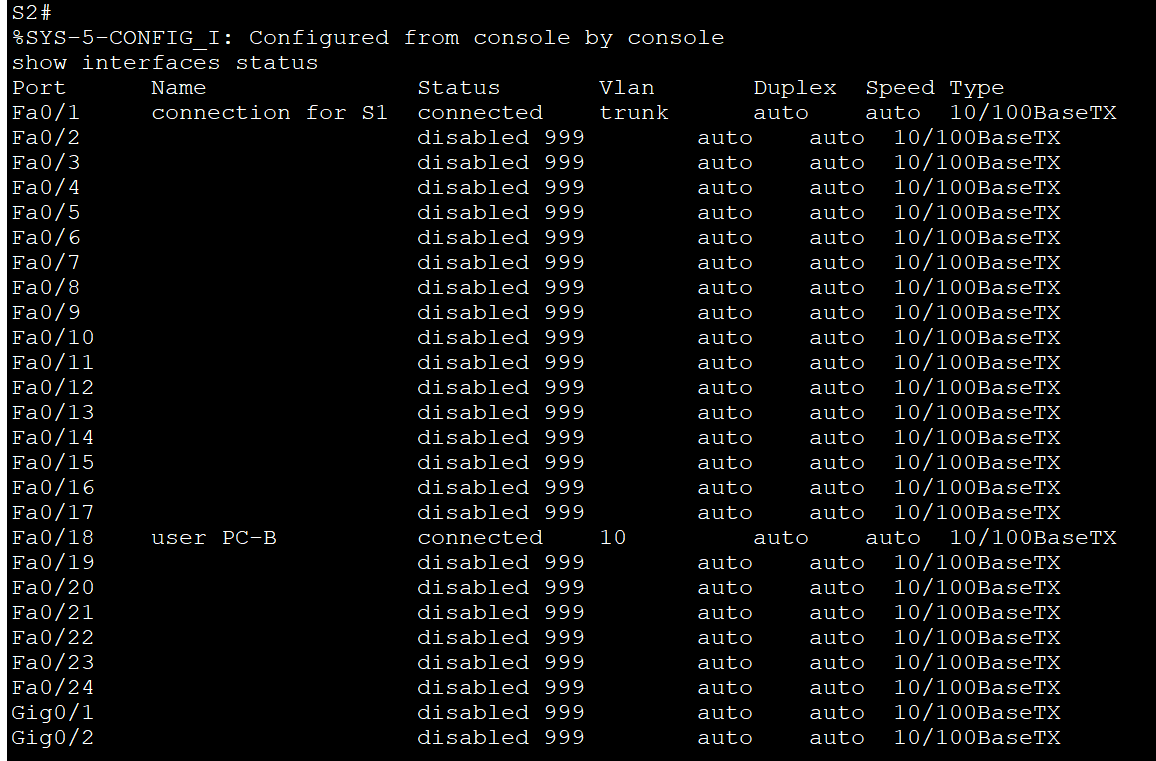 S2#
%SYS-5-CONFIG_I: Configured from console by console
show interfaces status
Port      Name               Status       Vlan       Duplex  Speed Type
Fa0/1     connection for S1  connected    trunk      auto    auto  10/100BaseTX
Fa0/2                        disabled 999        auto    auto  10/100BaseTX
Fa0/3                        disabled 999        auto    auto  10/100BaseTX
Fa0/4                        disabled 999        auto    auto  10/100BaseTX
Fa0/5                        disabled 999        auto    auto  10/100BaseTX
Fa0/6                        disabled 999        auto    auto  10/100BaseTX
Fa0/7                        disabled 999        auto    auto  10/100BaseTX
Fa0/8                        disabled 999        auto    auto  10/100BaseTX
Fa0/9                        disabled 999        auto    auto  10/100BaseTX
Fa0/10                       disabled 999        auto    auto  10/100BaseTX
Fa0/11                       disabled 999        auto    auto  10/100BaseTX
Fa0/12                       disabled 999        auto    auto  10/100BaseTX
Fa0/13                       disabled 999        auto    auto  10/100BaseTX
Fa0/14                       disabled 999        auto    auto  10/100BaseTX
Fa0/15                       disabled 999        auto    auto  10/100BaseTX
Fa0/16                       disabled 999        auto    auto  10/100BaseTX
Fa0/17                       disabled 999        auto    auto  10/100BaseTX
Fa0/18    user PC-B          connected    10         auto    auto  10/100BaseTX
Fa0/19                       disabled 999        auto    auto  10/100BaseTX
Fa0/20                       disabled 999        auto    auto  10/100BaseTX
Fa0/21                       disabled 999        auto    auto  10/100BaseTX
Fa0/22                       disabled 999        auto    auto  10/100BaseTX
Fa0/23                       disabled 999        auto    auto  10/100BaseTX
Fa0/24                       disabled 999        auto    auto  10/100BaseTX
Gig0/1                       disabled 999        auto    auto  10/100BaseTX
Gig0/2                       disabled 999        auto    auto  10/100BaseTX